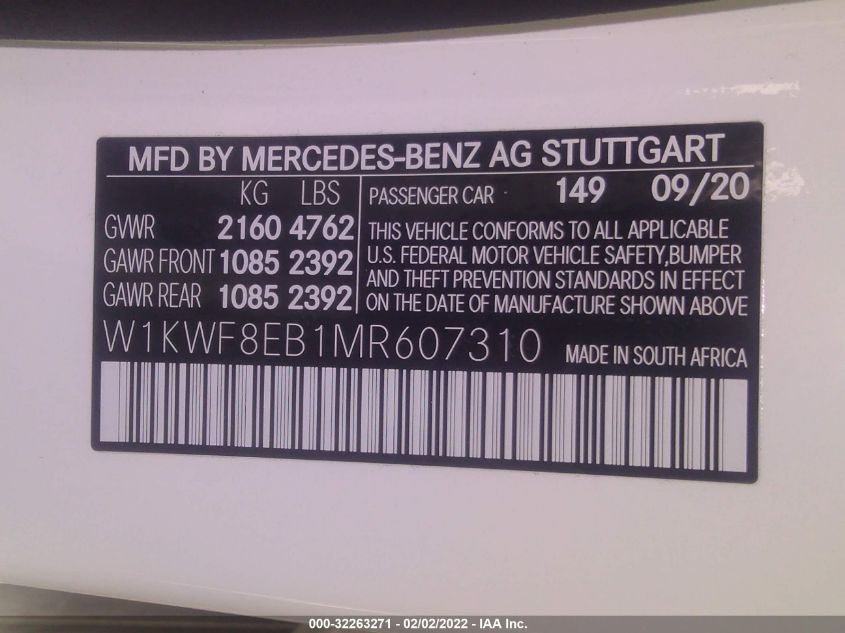 MFD BY MERCEDES-BENZ AG STUTTGART
KG LBS
GVWR 2160 4762
GAWR FRONT 1085 2392
GAWR REAR 1085 2392
PASSENGER CAR 149 09/20
THIS VEHICLE CONFORMS TO ALL APPLICABLE
U.S. FEDERAL MOTOR VEHICLE SAFETY,BUMPER
AND THEFT PREVENTION STANDARDS IN EFFECT
ON THE DATE OF MANUFACTURE SHOWN ABOVE
W1KWF8EB1MR607310 MADE IN SOUTH AFRICA
000-32263271 - 02/02/2022 - IAA Inc.